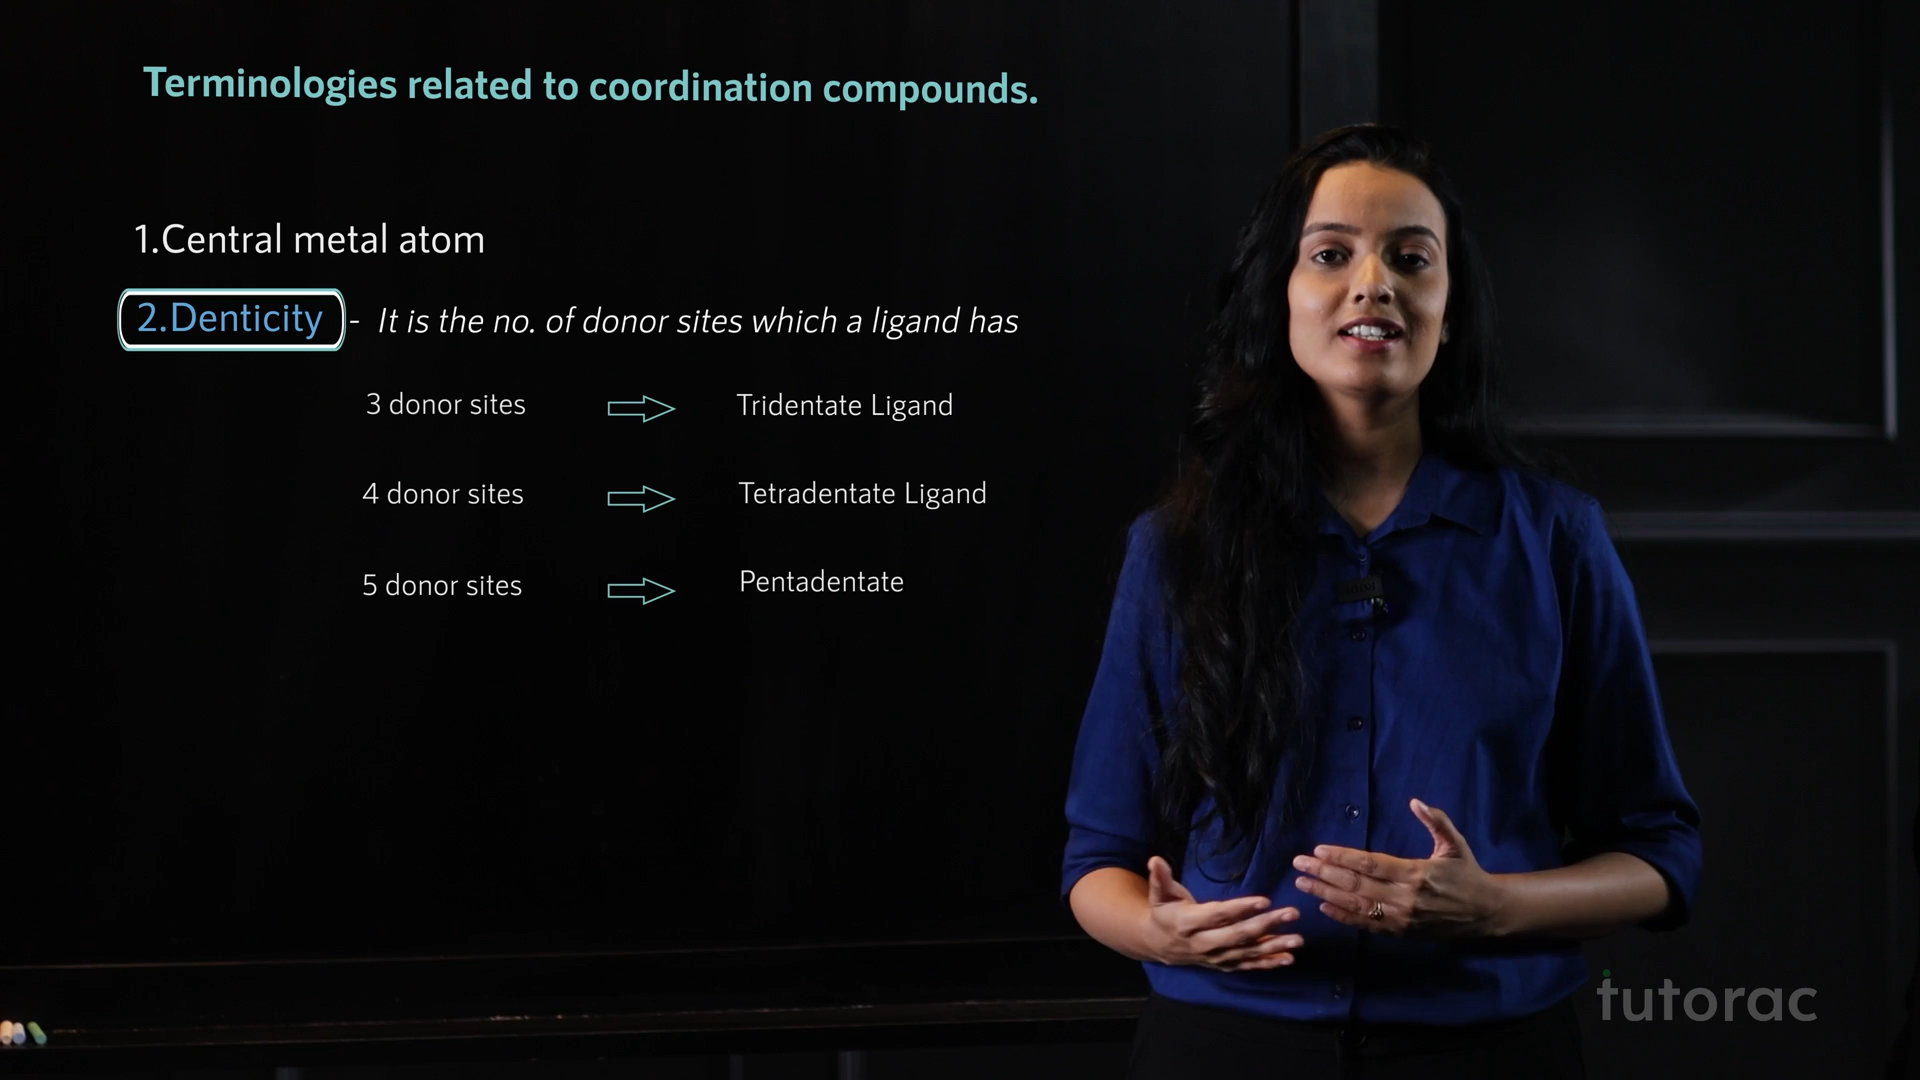 Terminologies related to coordination compounds.
1.Central metal atom
2.Denticity - It is the no. of donor sites which a ligand has
3 donor sites Tridentate Ligand
4 donor sites Tetradentate Ligand
5 donor sites Pentadentate
tutorac